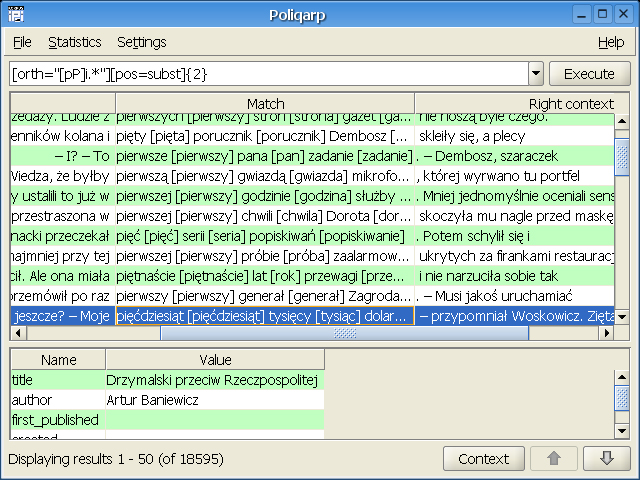 Poliqarp
File Statistics Settings Help
[orth="[pP]i.*"][pos=subst]{2} Execute
Match Right context
zedaży. Ludzie z pierwszych [pierwszy] stron [strona] gazet [ga... nie noszą byle czego.
enników kolana i pięty [pięta] porucznik [porucznik] Dembosz [... skleiły się, a plecy
– I? – To pierwsze [pierwszy] pana [pan] zadanie [zadanie] . – Dembosz, szaraczek
Wiedza, że byłby pierwszą [pierwszy] gwiazdą [gwiazda] mikrofo... , której wyrwano tu portfel
y ustalili to już w pierwszej [pierwszy] godzinie [godzina] służby ... . Mniej jednomyślnie oceniali sens
przestraszona w pierwszej [pierwszy] chwili [chwila] Dorota [dor... skoczyła mu nagle przed maskę
nacki przeczekał pięć [pięć] serii [seria] popiskiwań [popiskiwanie] . Potem schylił się i
najmniej przy tej pierwszej [pierwszy] próbie [próba] zaalarmow... ukrytych za firankami restauracj
cił. Ale ona miała piętnaście [piętnaście] lat [rok] przewagi [prze... i nie narzuciła sobie tak
przemówił po raz pierwszy [pierwszy] generał [generał] Zagroda... . – Musi jakoś uruchamiać
jeszcze? – Moje pięćdziesiąt [pięćdziesiąt] tysięcy [tysiąc] dolar... – przypomniał Woskowicz. Zięta
Name Value
title Drzymalski przeciw Rzeczpospolitej
author Artur Baniewicz
first_published
Displaying results 1 - 50 (of 18595) Context